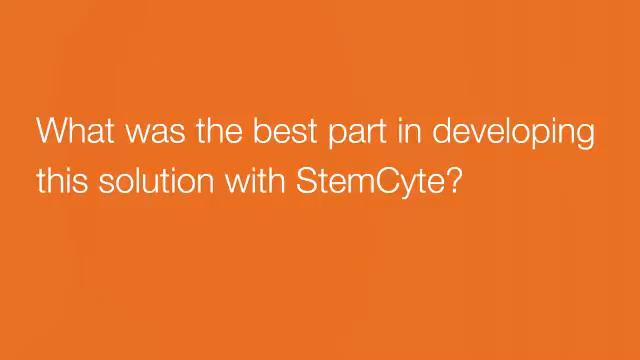 What was the best part in developing
this solution with StemCyte?